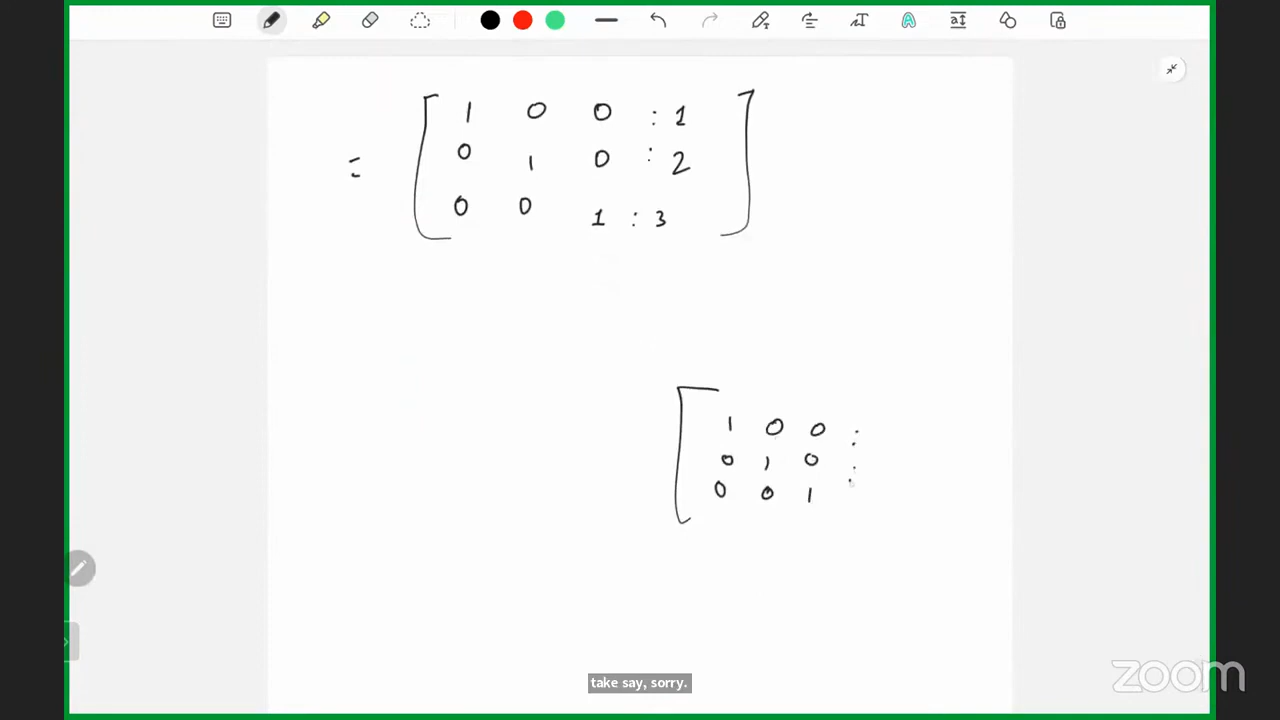 1 0 0 : 1
= 0 1 0 : 2
0 0 1 : 3
1 0 0 :
0 1 0 :
0 0 1
take say, sorry.
zoom